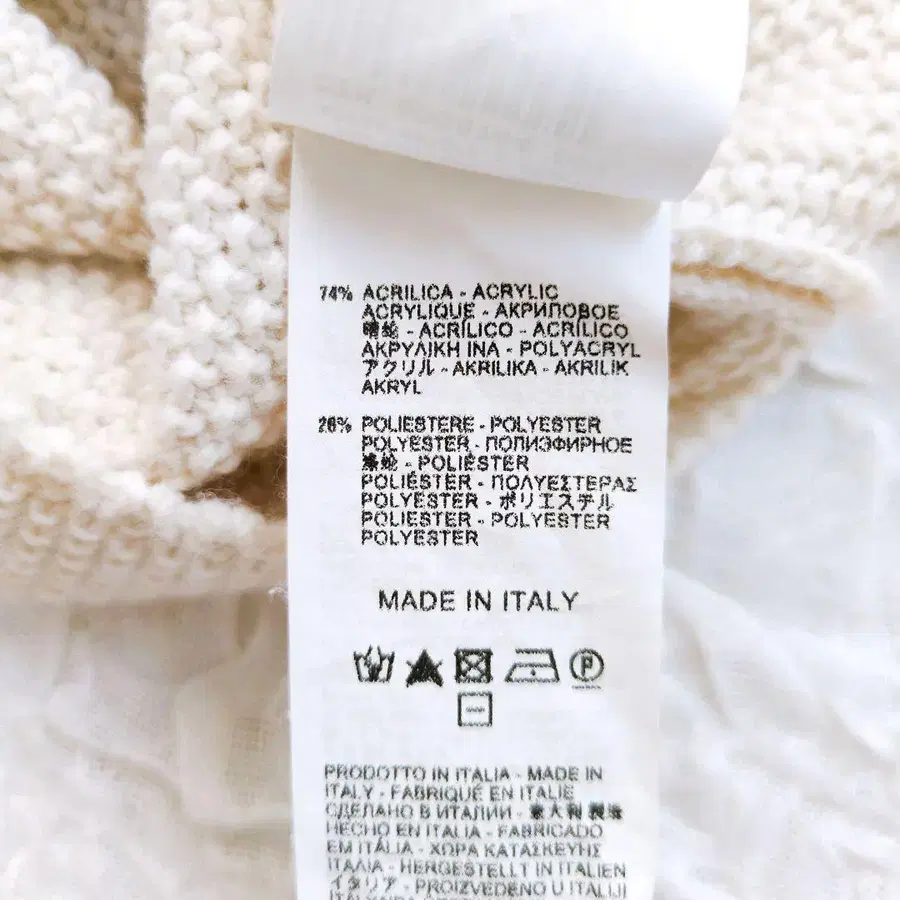 74% ACRILICA - ACRYLIC
ACRYLIQUE - АКРИЛОВОЕ
腈纶 - ACRÍLICO - ACRÍLICO
ΑΚΡΥΛΙΚΗ ΙΝΑ - POLYACRYL
アクリル - AKRILIKA - AKRILIK
AKRYL
26% POLIESTERE - POLYESTER
POLYESTER - ПОЛИЭФИРНОЕ
涤纶 - POLIÉSTER
POLIÉSTER - ΠΟΛΥΕΣΤΕΡΑΣ
POLYESTER - ポリエステル
POLIESTER - POLYESTER
POLYESTER
MADE IN ITALY
P
PRODOTTO IN ITALIA - MADE IN
ITALY - FABRIQUÉ EN ITALIE
СДЕЛАНО В ИТАЛИИ - 意大利
HECHO EN ITALIA - FABRICADO
EM ITÁLIA - ΧΩΡΑ ΚΑΤΑΣΚΕΥΗΣ
ΙΤΑΛΙΑ - HERGESTELLT IN ITALIEN
イタリア - PROIZVEDENO U ITALIJI